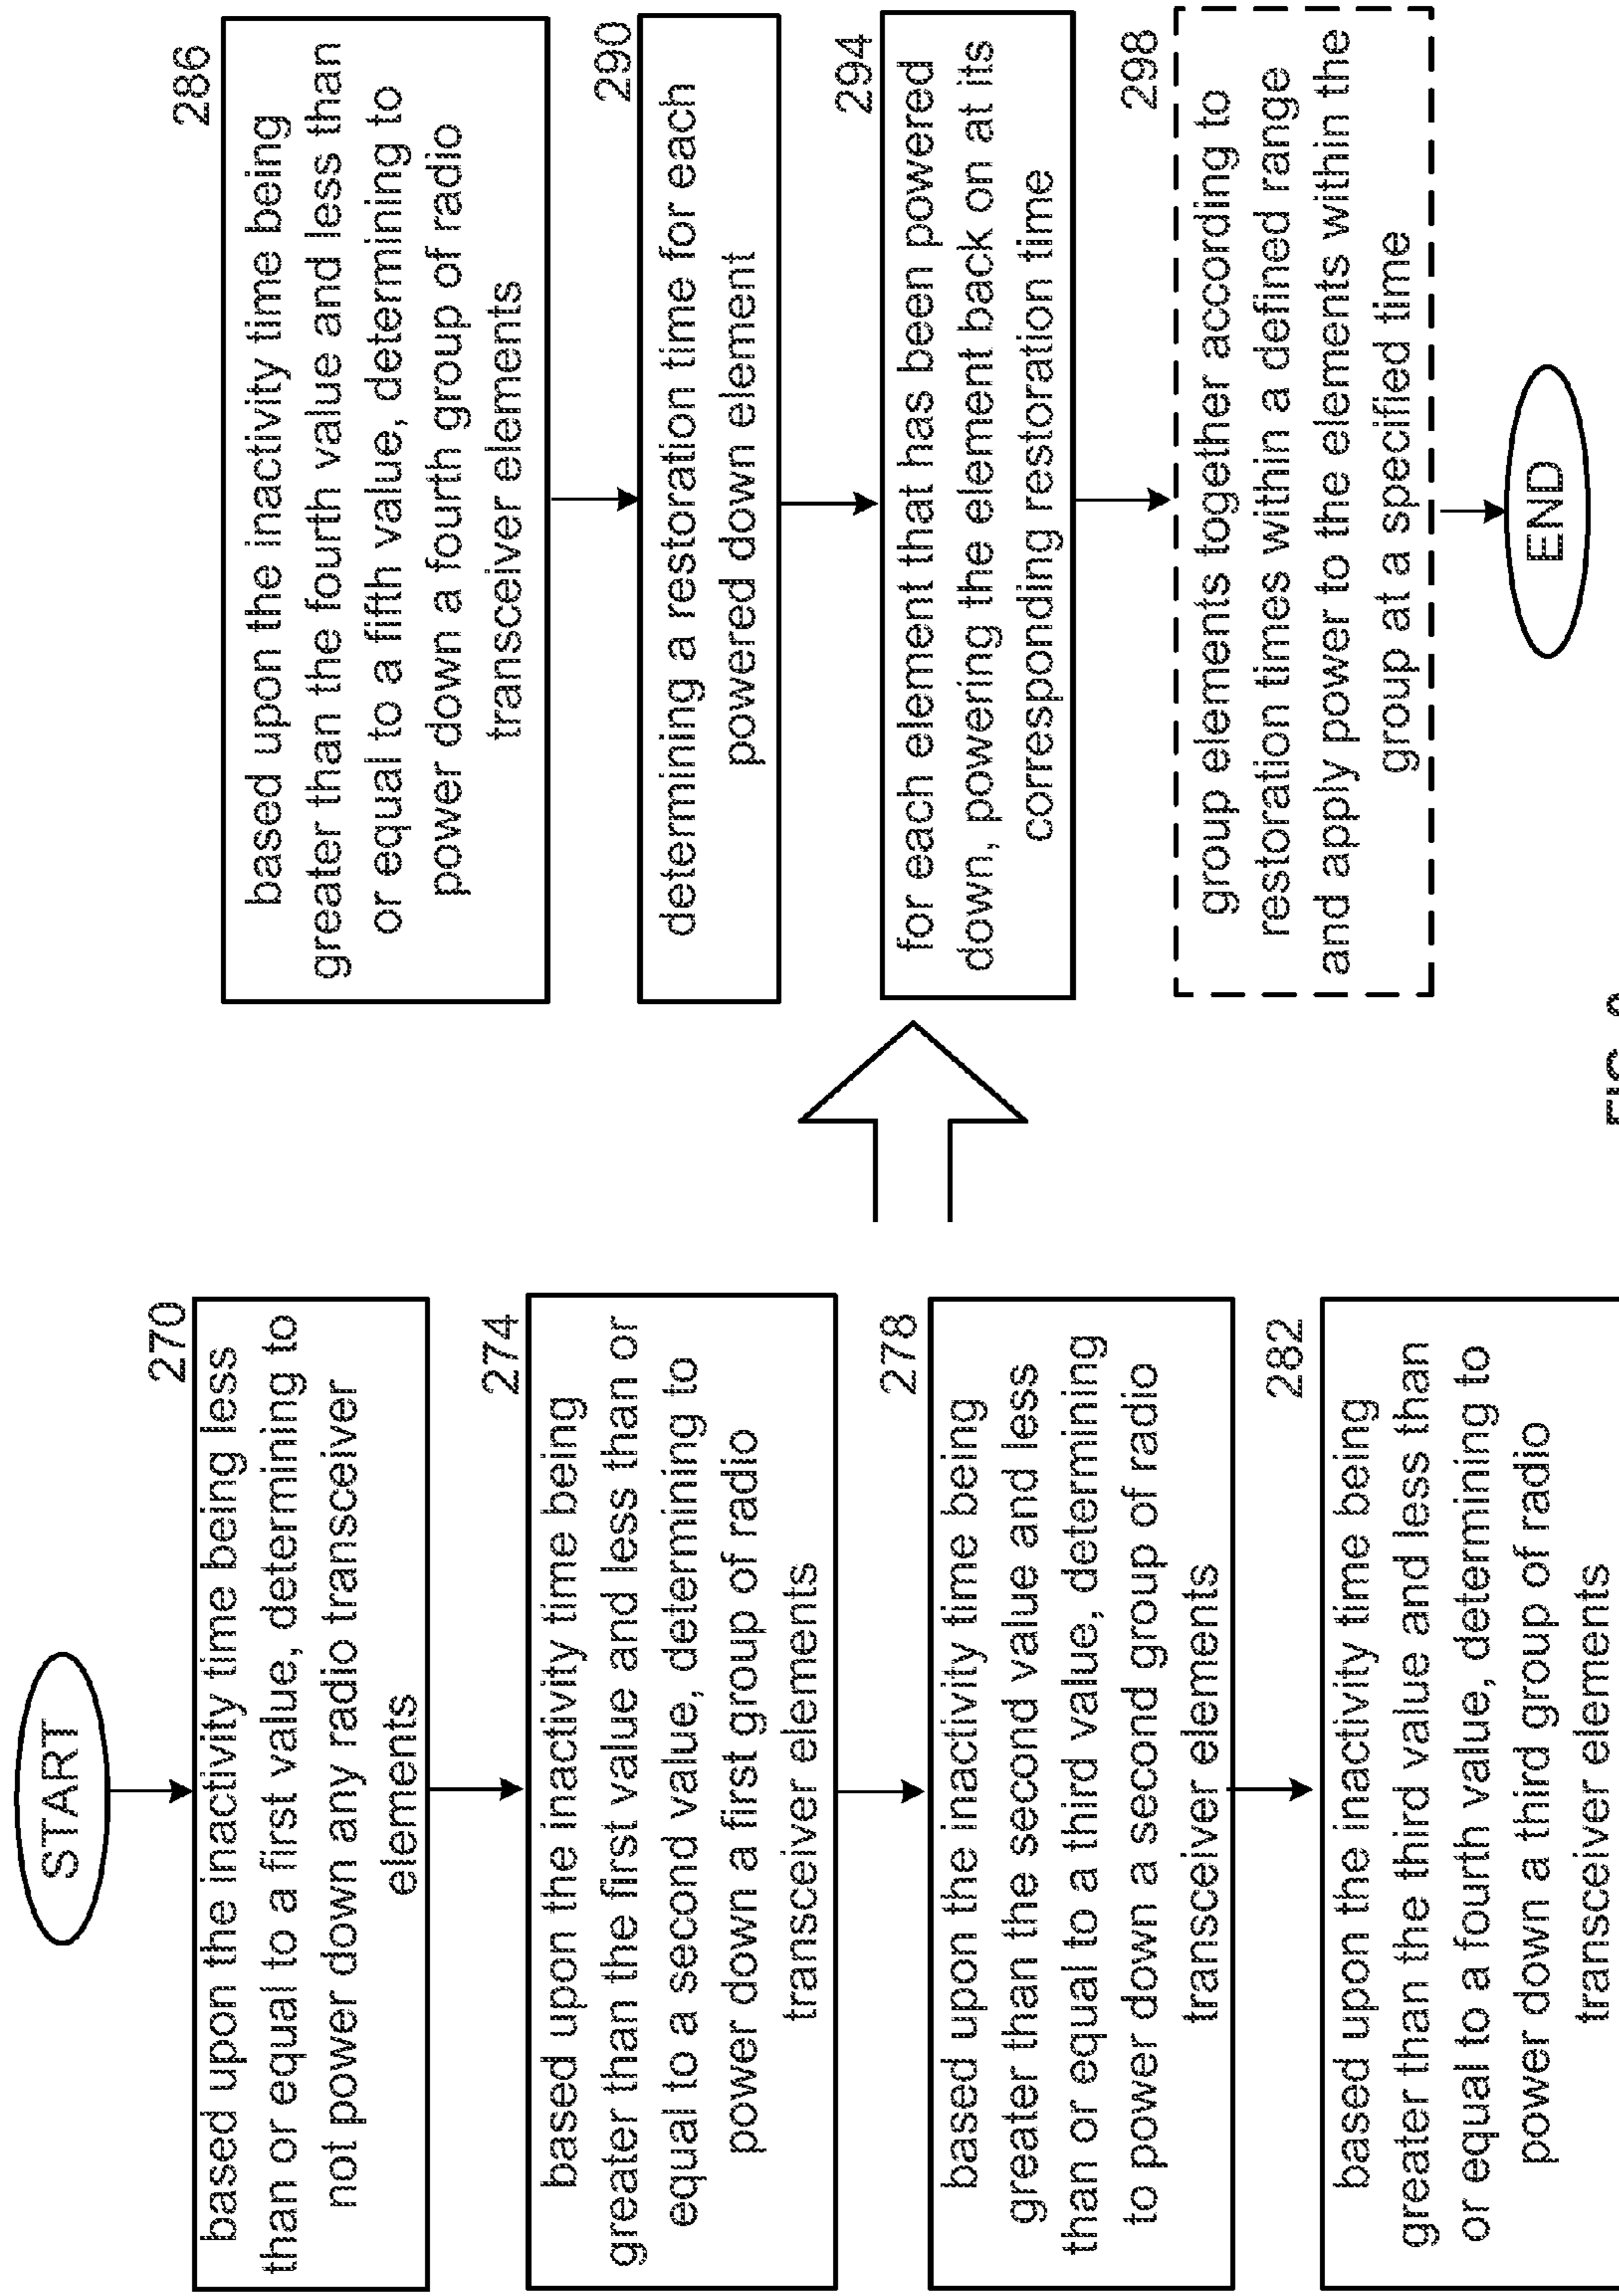 START
270
based upon the inactivity time being less
than or equal to a first value, determining to
not power down any radio transceiver
elements
274
based upon the inactivity time being
greater than the first value and less than or
equal to a second value, determining to
power down a first group of radio
transceiver elements
278
based upon the inactivity time being
greater than the second value and less
than or equal to a third value, determining
to power down a second group of radio
transceiver elements
282
based upon the inactivity time being
greater than the third value and less than
or equal to a fourth value, determining to
power down a third group of radio
transceiver elements
286
based upon the inactivity time being
greater than the fourth value and less than
or equal to a fifth value, determining to
power down a fourth group of radio
transceiver elements
290
determining a restoration time for each
powered down element
294
for each element that has been powered
down, powering the element back on at its
corresponding restoration time
298
group elements together according to
restoration times within a defined range
and apply power to the elements within the
group at a specified time
END
FIG.